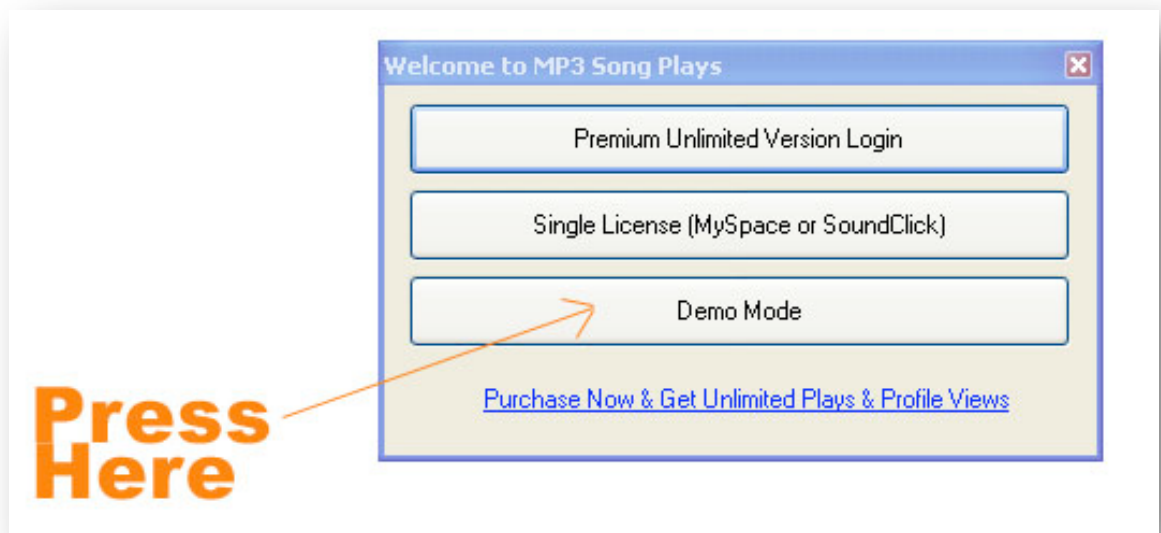 Welcome to MP3 Song Plays
Premium Unlimited Version Login
Single License (MySpace or SoundClick)
Demo Mode
Purchase Now & Get Unlimited Plays & Profile Views
Press
Here